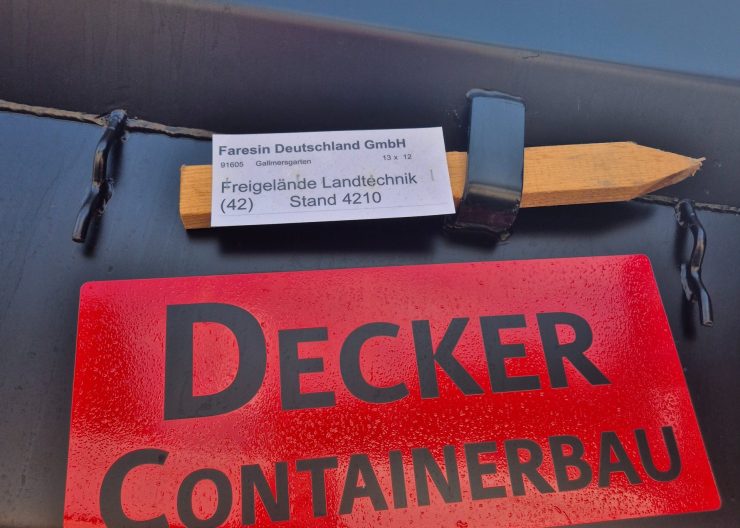 Faresin Deutschland GmbH
91605 Gallmersgarten 13 x 12
Freigelände Landtechnik
(42) Stand 4210
DECKER
CONTAINERBAU